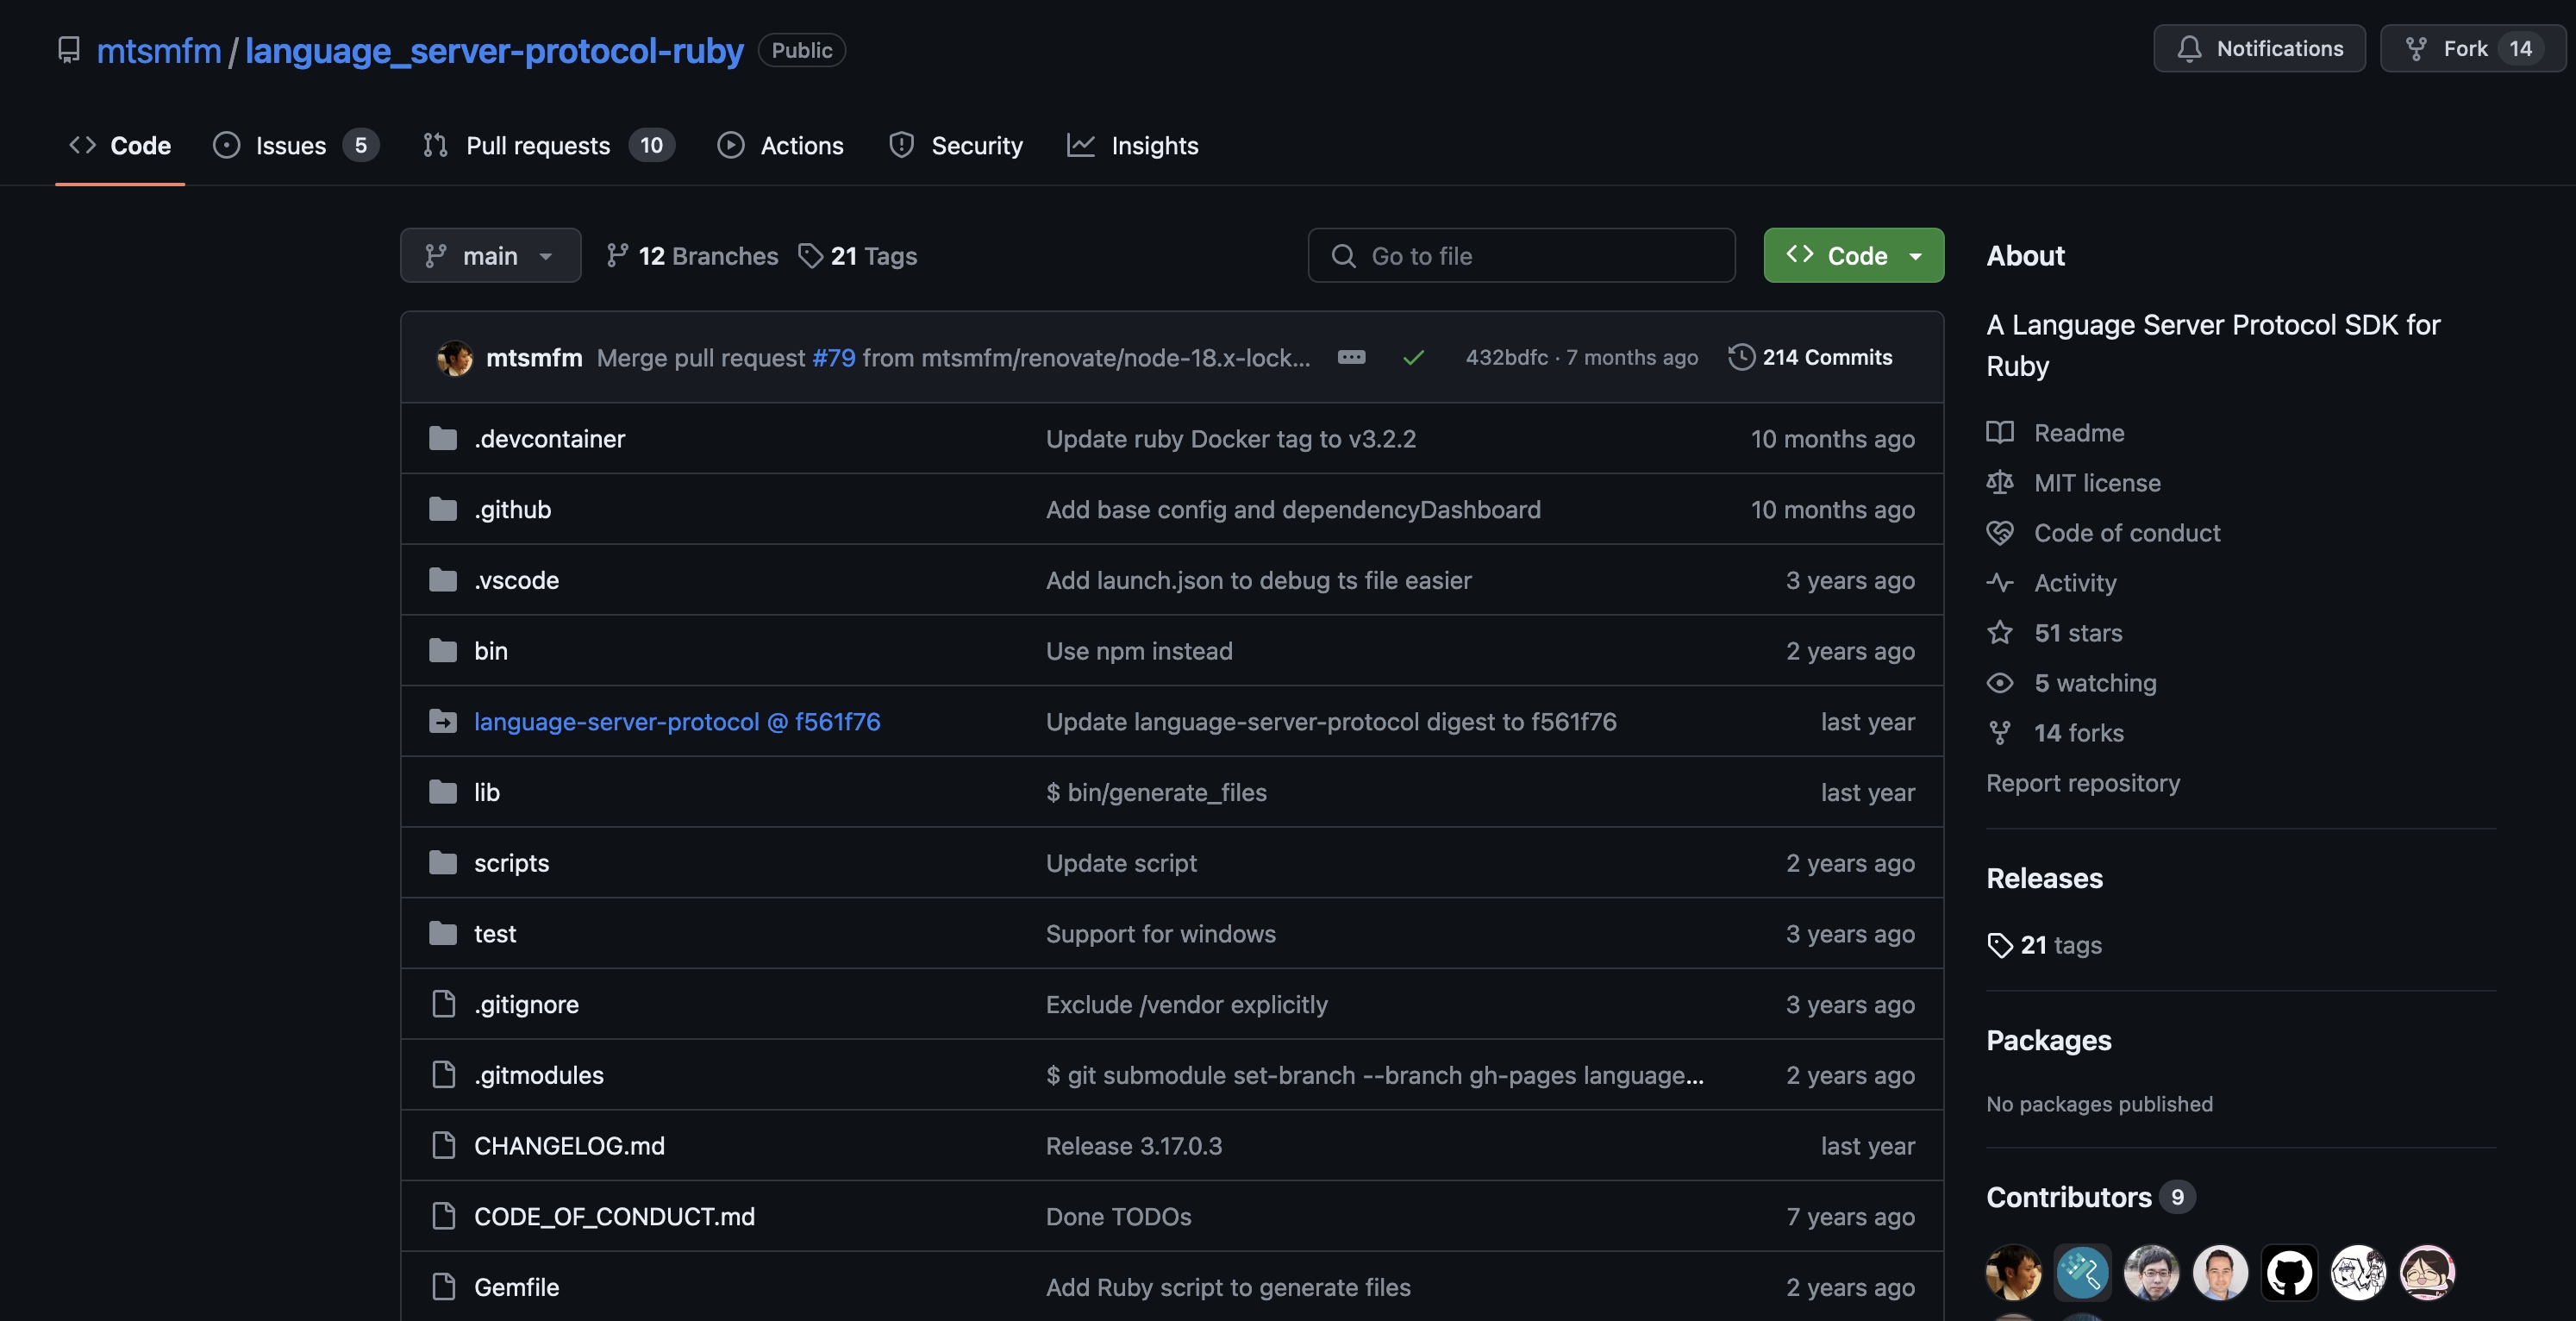 mtsmfm / language_server-protocol-ruby Public
Notifications
Fork 14
Code
Issues 5
Pull requests 10
Actions
Security
Insights
main
12 Branches
21 Tags
Go to file
Code
mtsmfm Merge pull request #79 from mtsmfm/renovate/node-18.x-lock... 432bdfc · 7 months ago 214 Commits
.devcontainer Update ruby Docker tag to v3.2.2 10 months ago
.github Add base config and dependencyDashboard 10 months ago
.vscode Add launch.json to debug ts file easier 3 years ago
bin Use npm instead 2 years ago
language-server-protocol @ f561f76 Update language-server-protocol digest to f561f76 last year
lib $ bin/generate_files last year
scripts Update script 2 years ago
test Support for windows 3 years ago
.gitignore Exclude /vendor explicitly 3 years ago
.gitmodules $ git submodule set-branch --branch gh-pages language... 2 years ago
CHANGELOG.md Release 3.17.0.3 last year
CODE_OF_CONDUCT.md Done TODOs 7 years ago
Gemfile Add Ruby script to generate files 2 years ago
About
A Language Server Protocol SDK for
Ruby
Readme
MIT license
Code of conduct
Activity
51 stars
5 watching
14 forks
Report repository
Releases
21 tags
Packages
No packages published
Contributors 9